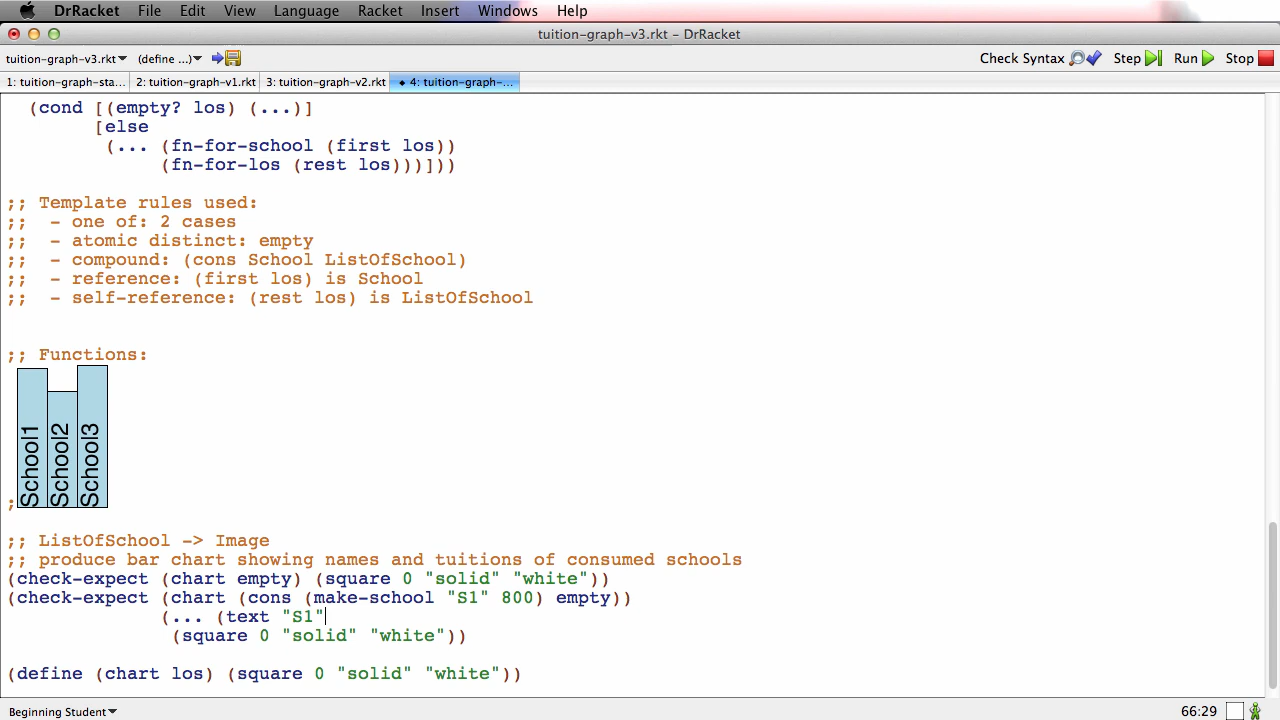 DrRacket File Edit View Language Racket Insert Windows Help
tuition-graph-v3.rkt - DrRacket
tuition-graph-v3.rkt▾ (define ...)▾ Check Syntax Step Run Stop
1: tuition-graph-sta... 2: tuition-graph-v1.rkt 3: tuition-graph-v2.rkt ◆ 4: tuition-graph-...
(cond [(empty? los) (...)]
[else
(... (fn-for-school (first los))
(fn-for-los (rest los)))]))
;; Template rules used:
;; - one of: 2 cases
;; - atomic distinct: empty
;; - compound: (cons School ListOfSchool)
;; - reference: (first los) is School
;; - self-reference: (rest los) is ListOfSchool
;; Functions:
School1
School2
School3
;
;; ListOfSchool -> Image
;; produce bar chart showing names and tuitions of consumed schools
(check-expect (chart empty) (square 0 "solid" "white"))
(check-expect (chart (cons (make-school "S1" 800) empty))
(... (text "S1"
(square 0 "solid" "white"))
(define (chart los) (square 0 "solid" "white"))
Beginning Student▾ 66:29